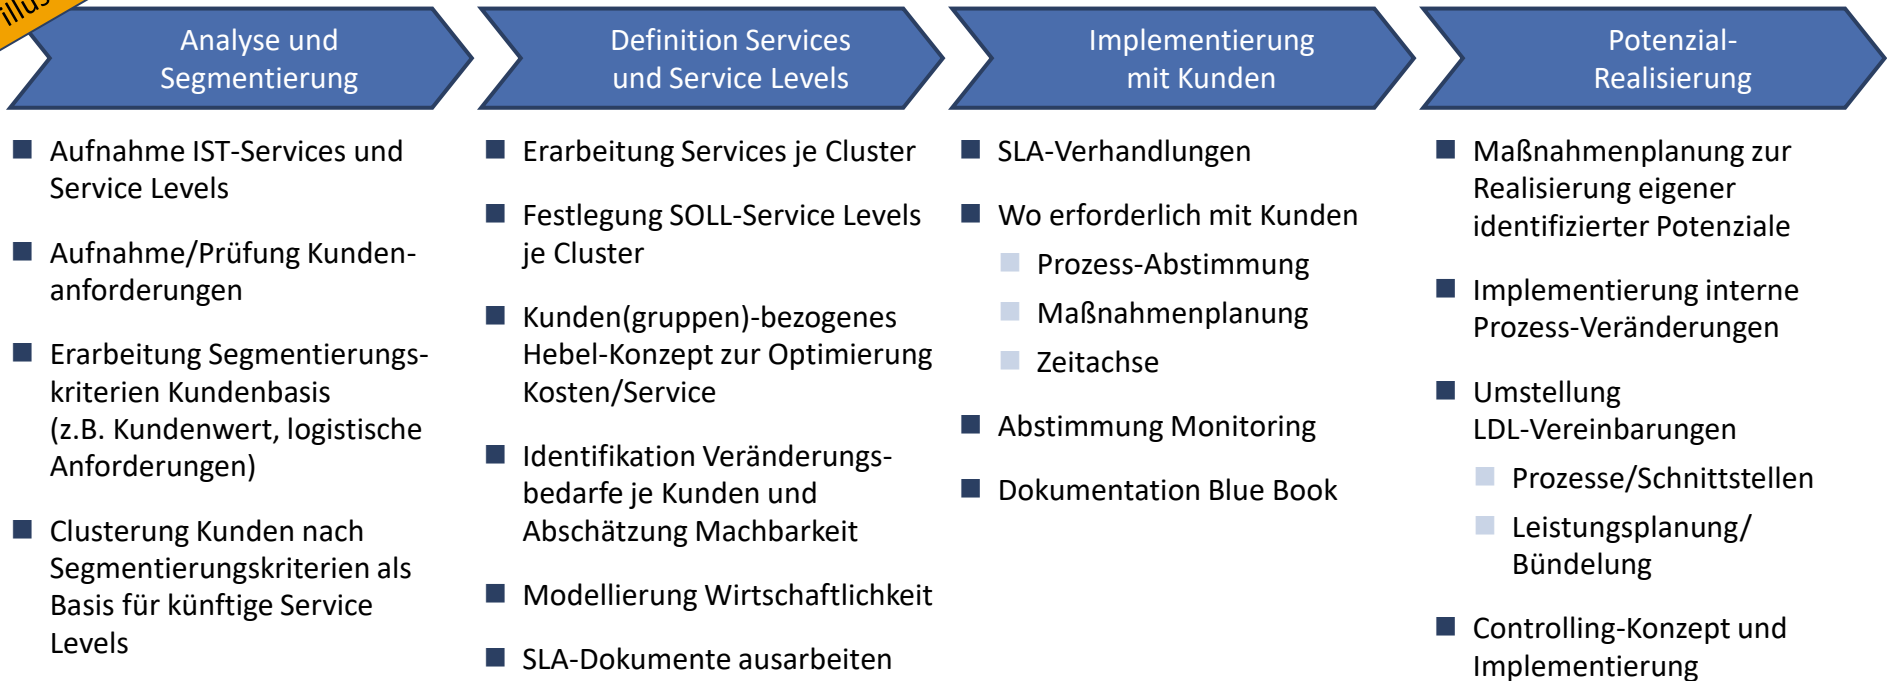 Analyse und
Segmentierung
Aufnahme IST-Services und
Service Levels
Aufnahme/Prüfung Kunden-
anforderungen
Erarbeitung Segmentierungs-
kriterien Kundenbasis
(z.B. Kundenwert, logistische
Anforderungen)
Clusterung Kunden nach
Segmentierungskriterien als
Basis für künftige Service
Levels
Definition Services
und Service Levels
Erarbeitung Services je Cluster
Festlegung SOLL-Service Levels
je Cluster
Kunden(gruppen)-bezogenes
Hebel-Konzept zur Optimierung
Kosten/Service
Identifikation Veränderungs-
bedarfe je Kunden und
Abschätzung Machbarkeit
Modellierung Wirtschaftlichkeit
SLA-Dokumente ausarbeiten
Implementierung
mit Kunden
SLA-Verhandlungen
Wo erforderlich mit Kunden
Prozess-Abstimmung
Maßnahmenplanung
Zeitachse
Abstimmung Monitoring
Dokumentation Blue Book
Potenzial-
Realisierung
Maßnahmenplanung zur
Realisierung eigener
identifizierter Potenziale
Implementierung interne
Prozess-Veränderungen
Umstellung
LDL-Vereinbarungen
Prozesse/Schnittstellen
Leistungsplanung/
Bündelung
Controlling-Konzept und
Implementierung